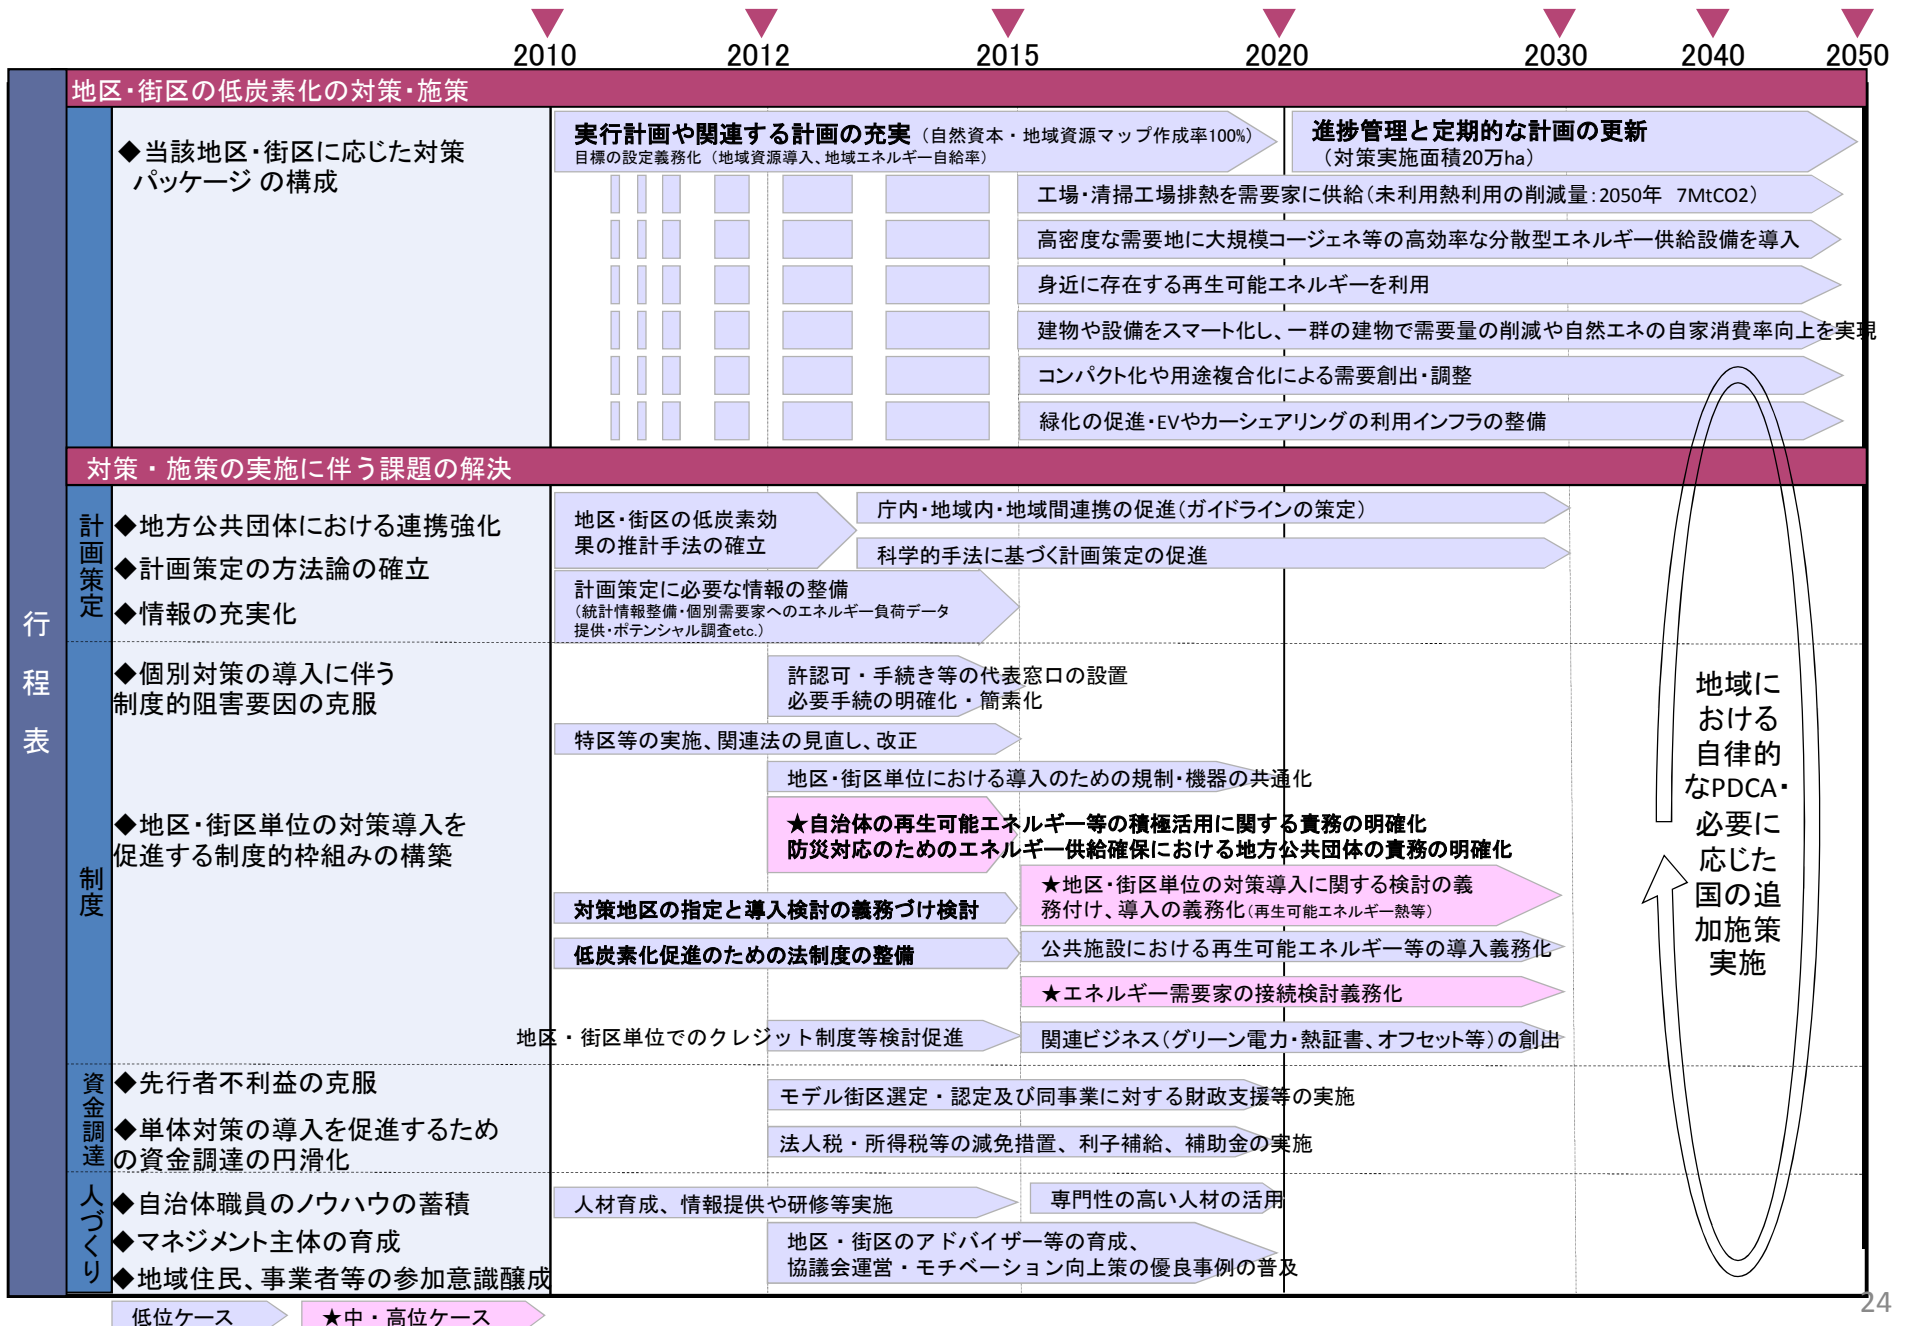 2010
2012
2015
2020
2030
2040
2050
行程表
地区・街区の低炭素化の対策・施策
◆当該地区・街区に応じた対策
パッケージ の構成
実行計画や関連する計画の充実（自然資本・地域資源マップ作成率100%）
目標の設定義務化（地域資源導入、地域エネルギー自給率）
進捗管理と定期的な計画の更新
（対策実施面積20万ha）
工場・清掃工場排熱を需要家に供給（未利用熱利用の削減量：2050年 7MtCO2）
高密度な需要地に大規模コージェネ等の高効率な分散型エネルギー供給設備を導入
身近に存在する再生可能エネルギーを利用
建物や設備をスマート化し、一群の建物で需要量の削減や自然エネの自家消費率向上を実現
コンパクト化や用途複合化による需要創出・調整
緑化の促進・EVやカーシェアリングの利用インフラの整備
対策・施策の実施に伴う課題の解決
計画策定
◆地方公共団体における連携強化
◆計画策定の方法論の確立
◆情報の充実化
地区・街区の低炭素効
果の推計手法の確立
庁内・地域内・地域間連携の促進（ガイドラインの策定）
科学的手法に基づく計画策定の促進
計画策定に必要な情報の整備
（統計情報整備・個別需要家へのエネルギー負荷データ
提供・ポテンシャル調査etc.）
制度
◆個別対策の導入に伴う
制度的阻害要因の克服
◆地区・街区単位の対策導入を
促進する制度的枠組みの構築
許認可・手続き等の代表窓口の設置
必要手続の明確化・簡素化
特区等の実施、関連法の見直し、改正
地区・街区単位における導入のための規制・機器の共通化
★自治体の再生可能エネルギー等の積極活用に関する責務の明確化
防災対応のためのエネルギー供給確保における地方公共団体の責務の明確化
対策地区の指定と導入検討の義務づけ検討
★地区・街区単位の対策導入に関する検討の義
務付け、導入の義務化（再生可能エネルギー熱等）
低炭素化促進のための法制度の整備
公共施設における再生可能エネルギー等の導入義務化
★エネルギー需要家の接続検討義務化
地区・街区単位でのクレジット制度等検討促進
関連ビジネス（グリーン電力・熱証書、オフセット等）の創出
資金調達
◆先行者不利益の克服
◆単体対策の導入を促進するため
の資金調達の円滑化
モデル街区選定・認定及び同事業に対する財政支援等の実施
法人税・所得税等の減免措置、利子補給、補助金の実施
人づくり
◆自治体職員のノウハウの蓄積
◆マネジメント主体の育成
◆地域住民、事業者等の参加意識醸成
人材育成、情報提供や研修等実施
専門性の高い人材の活用
地区・街区のアドバイザー等の育成、
協議会運営・モチベーション向上策の優良事例の普及
地域に
おける
自律的
なPDCA・
必要に
応じた
国の追
加施策
実施
低位ケース
★中・高位ケース
24